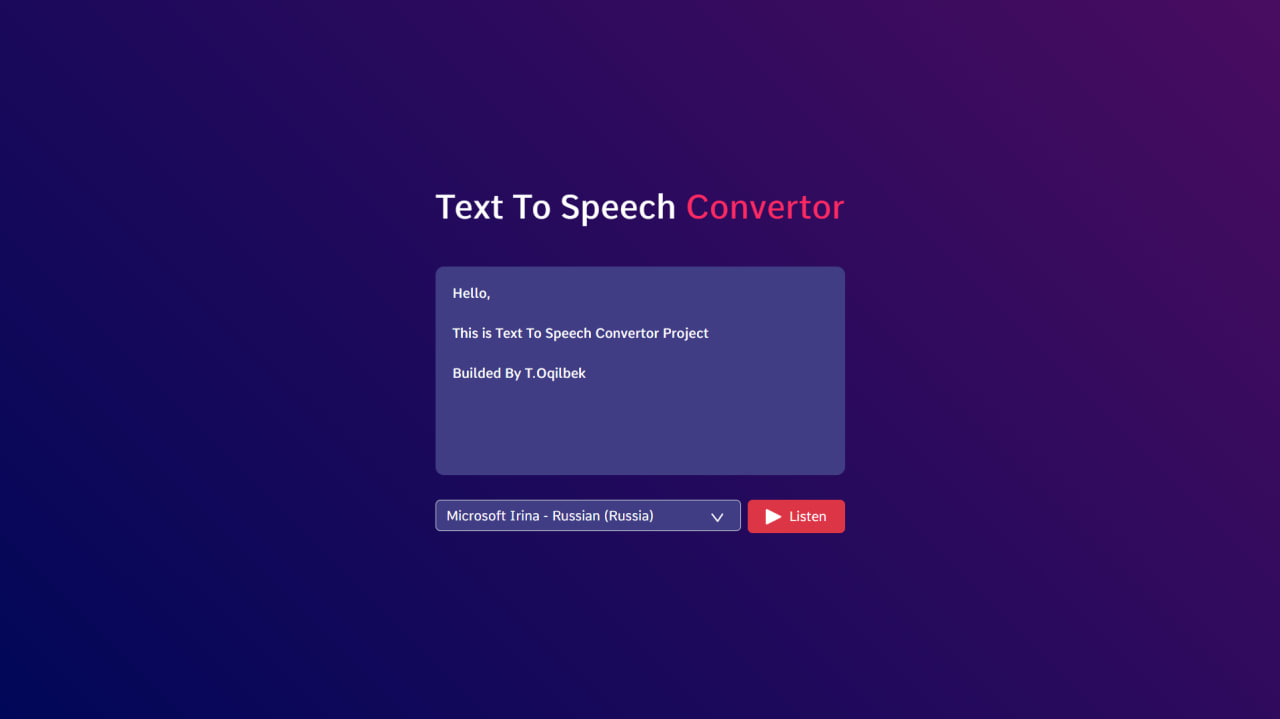 Text To Speech Convertor
Hello,
This is Text To Speech Convertor Project
Builded By T.Oqilbek
Microsoft Irina - Russian (Russia)
Listen